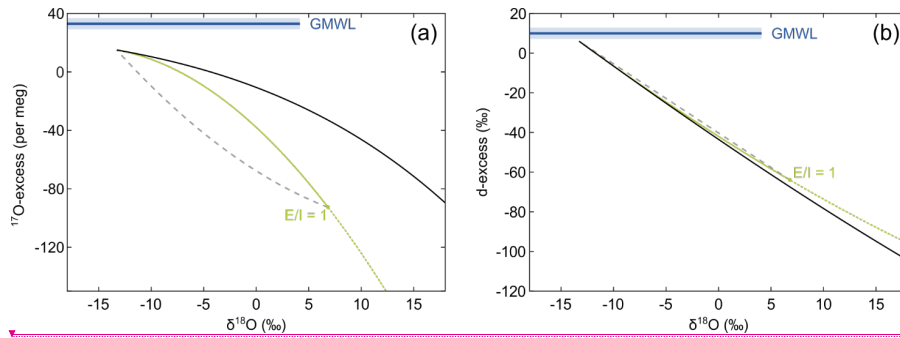 40
0
-40
-80
-120
-15
-10
-5
0
5
10
15
¹⁷O-excess (per meg)
δ¹⁸O (‰)
GMWL
(a)
E/I = 1
40
20
0
-20
-40
-60
-80
-100
-120
-15
-10
-5
0
5
10
15
d-excess (‰)
δ¹⁸O (‰)
GMWL
(b)
E/I = 1